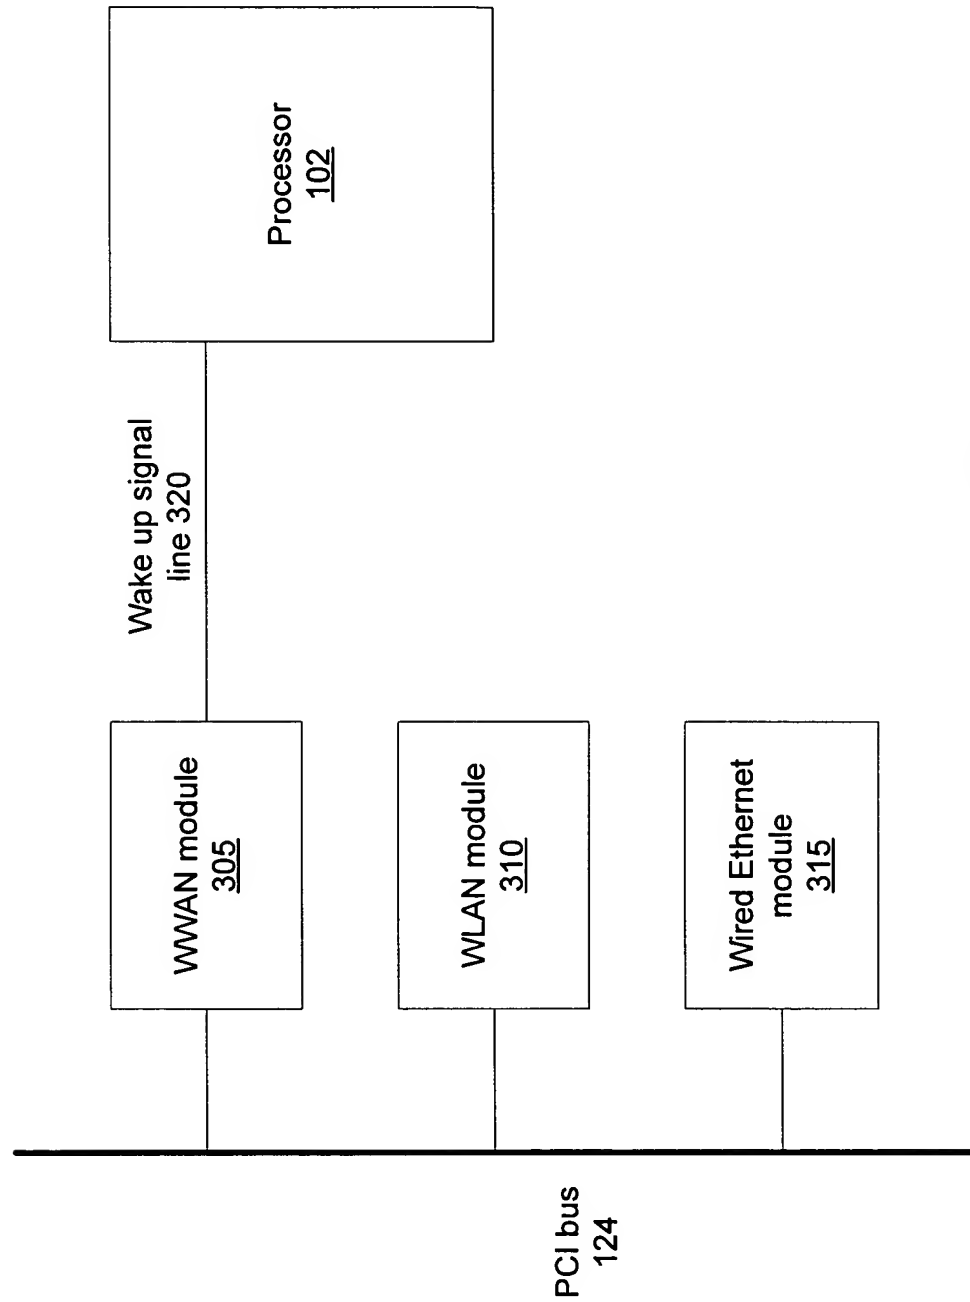 PCI bus
124
WWAN module
305
WLAN module
310
Wired Ethernet
module
315
Wake up signal
line 320
Processor
102